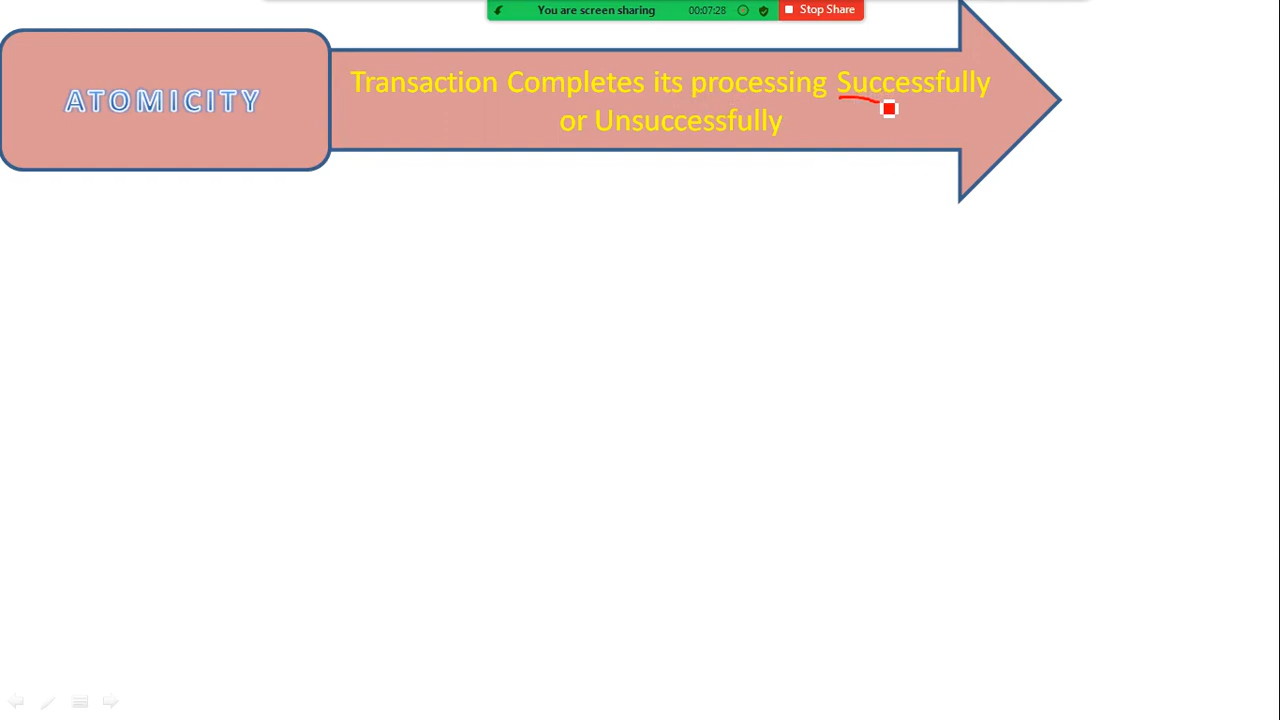 You are screen sharing 00:07:28 Stop Share
ATOMICITY
Transaction Completes its processing Successfully
or Unsuccessfully